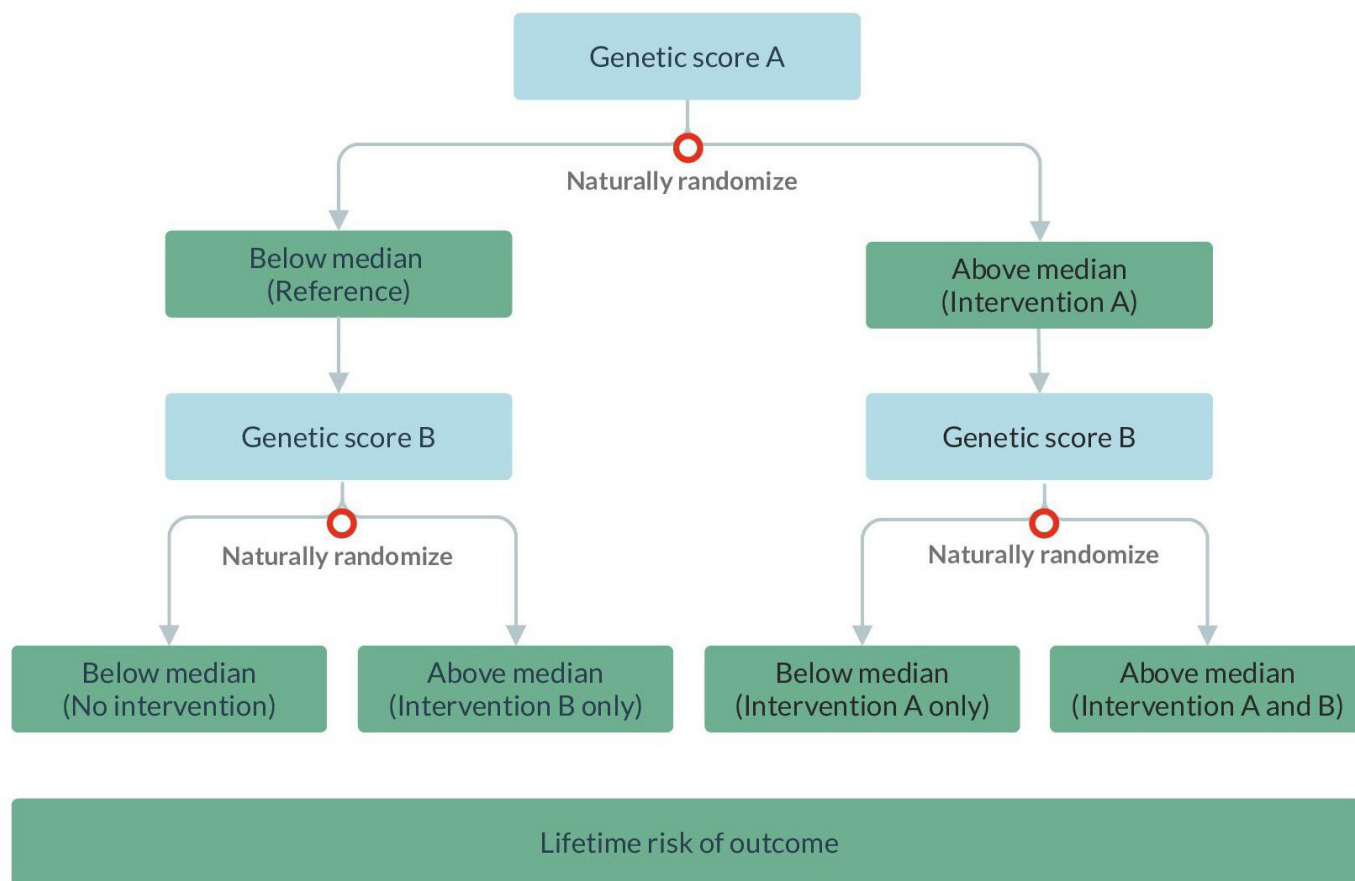 Genetic score A
Naturally randomize
Below median
(Reference)
Above median
(Intervention A)
Genetic score B
Genetic score B
Naturally randomize
Naturally randomize
Below median
(No intervention)
Above median
(Intervention B only)
Below median
(Intervention A only)
Above median
(Intervention A and B)
Lifetime risk of outcome